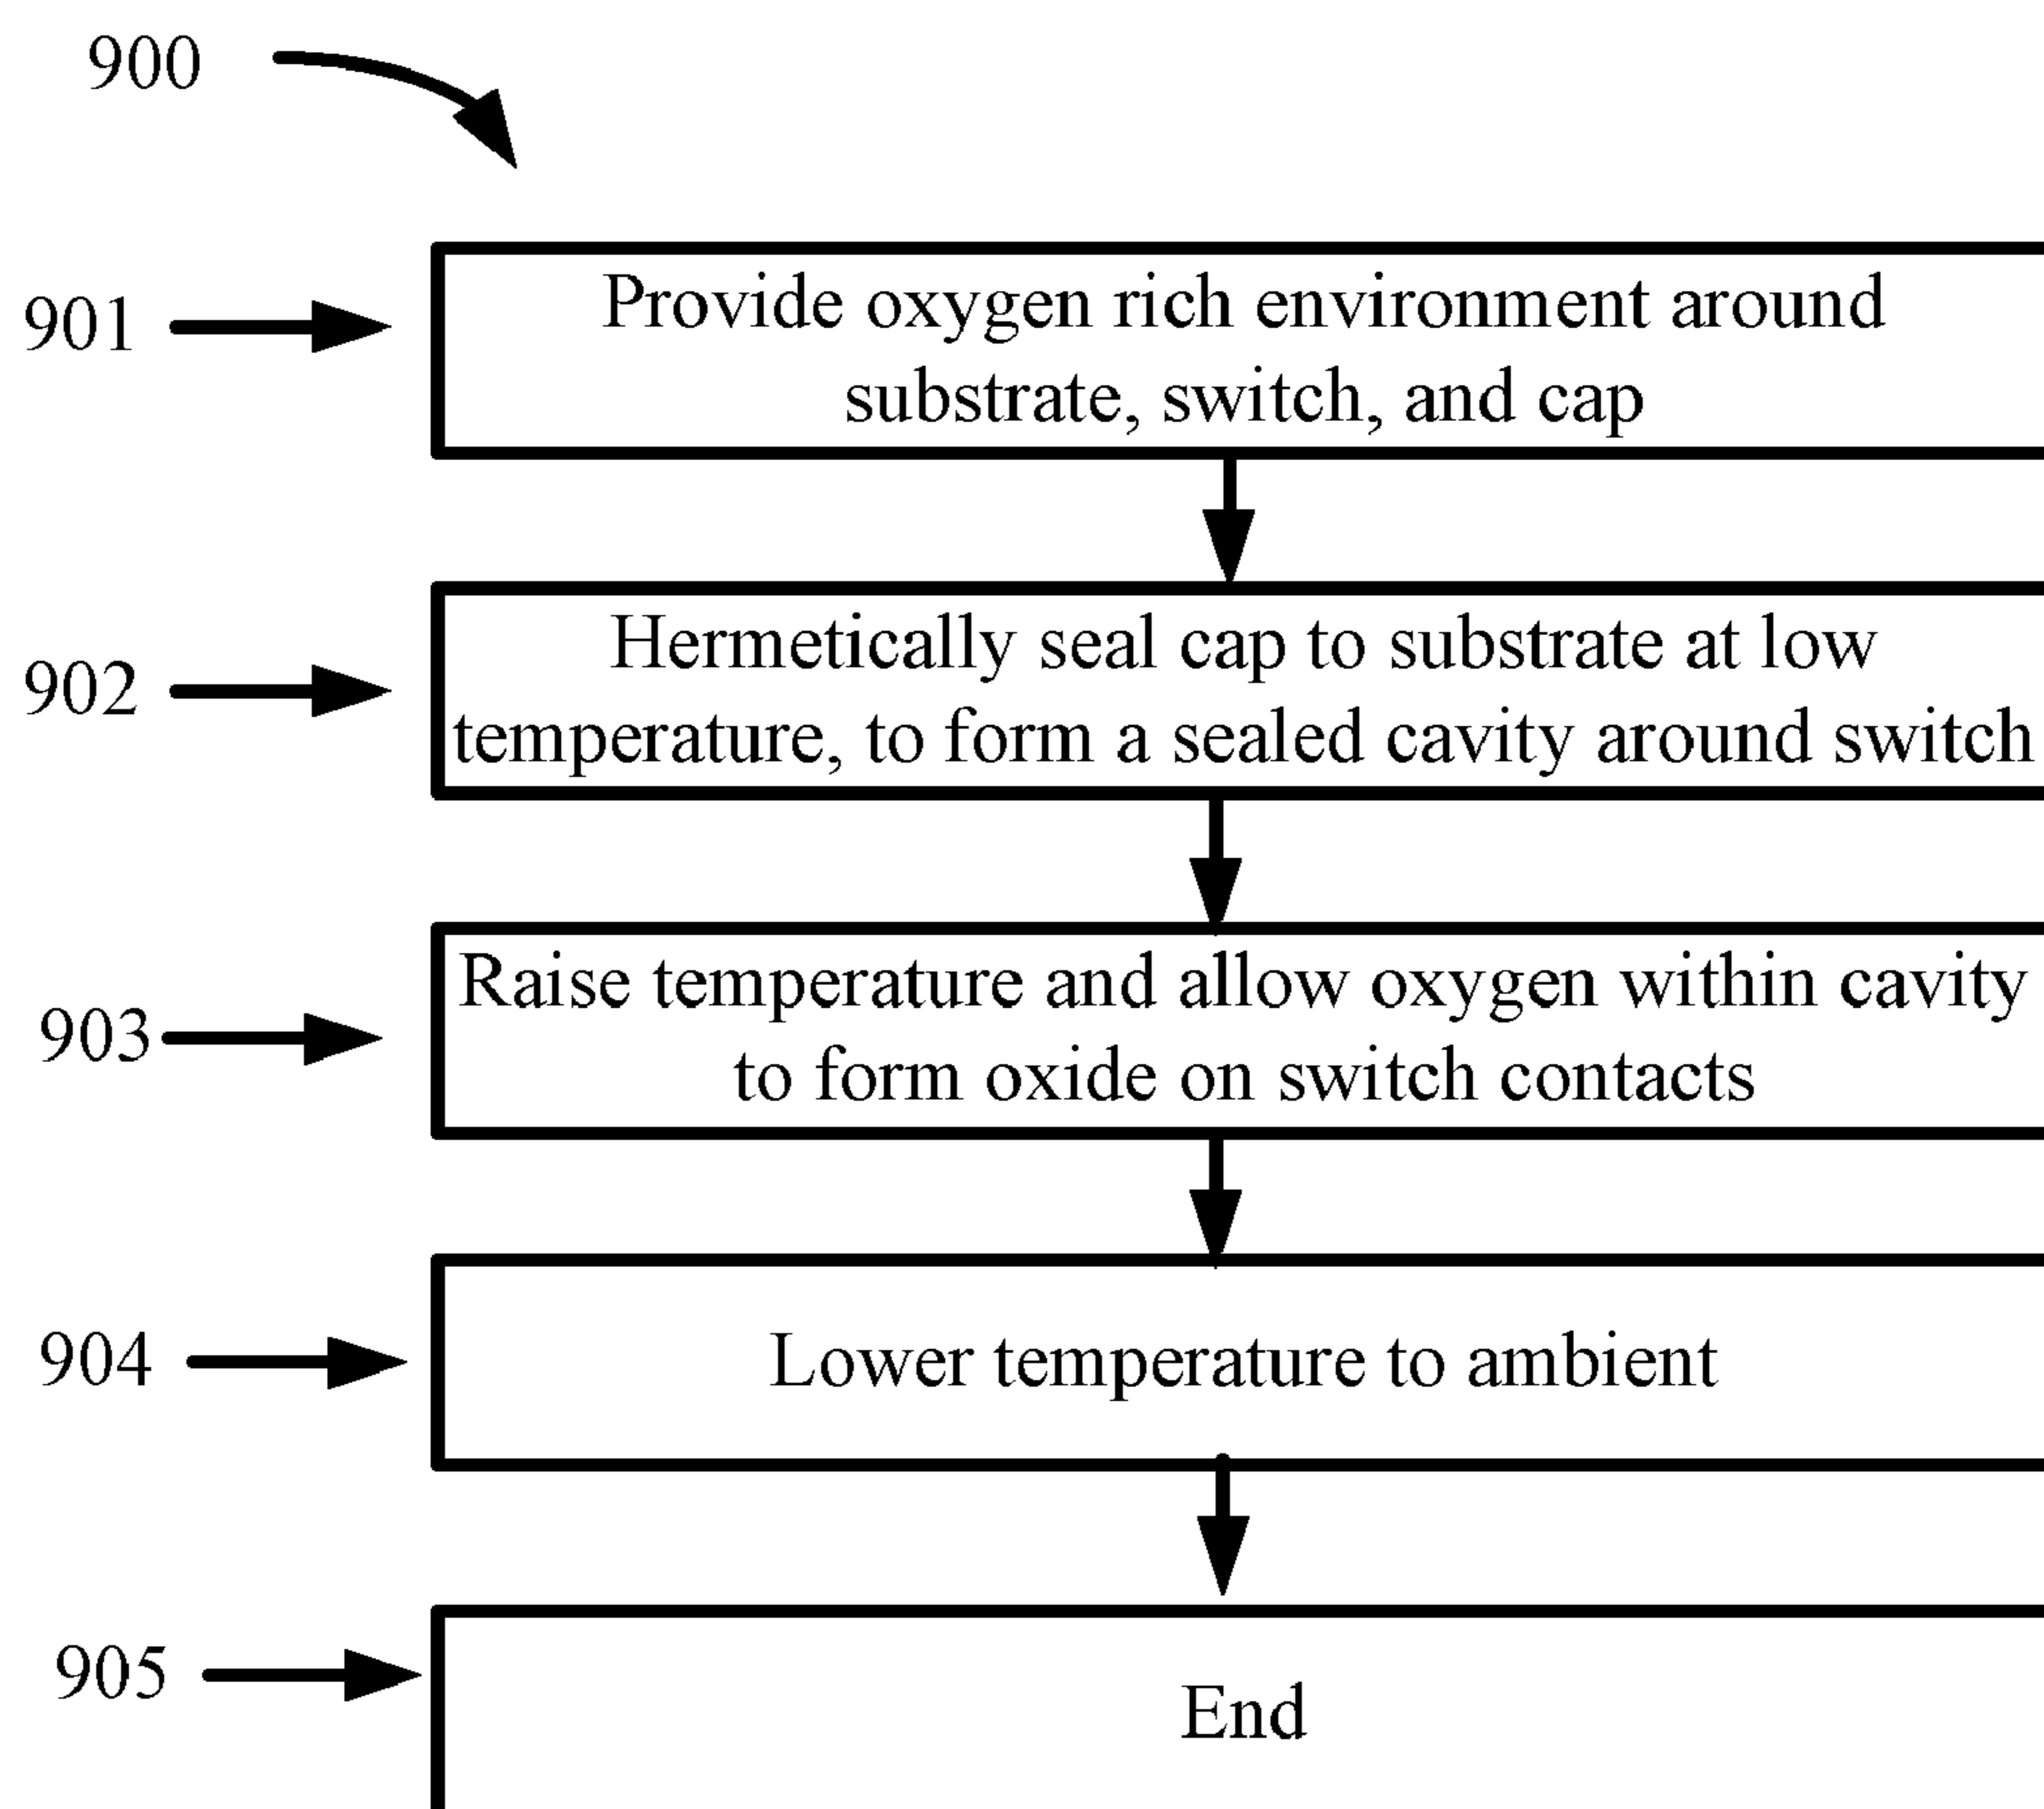 900
901
Provide oxygen rich environment around
substrate, switch, and cap
902
Hermetically seal cap to substrate at low
temperature, to form a sealed cavity around switch
903
Raise temperature and allow oxygen within cavity
to form oxide on switch contacts
904
Lower temperature to ambient
905
End